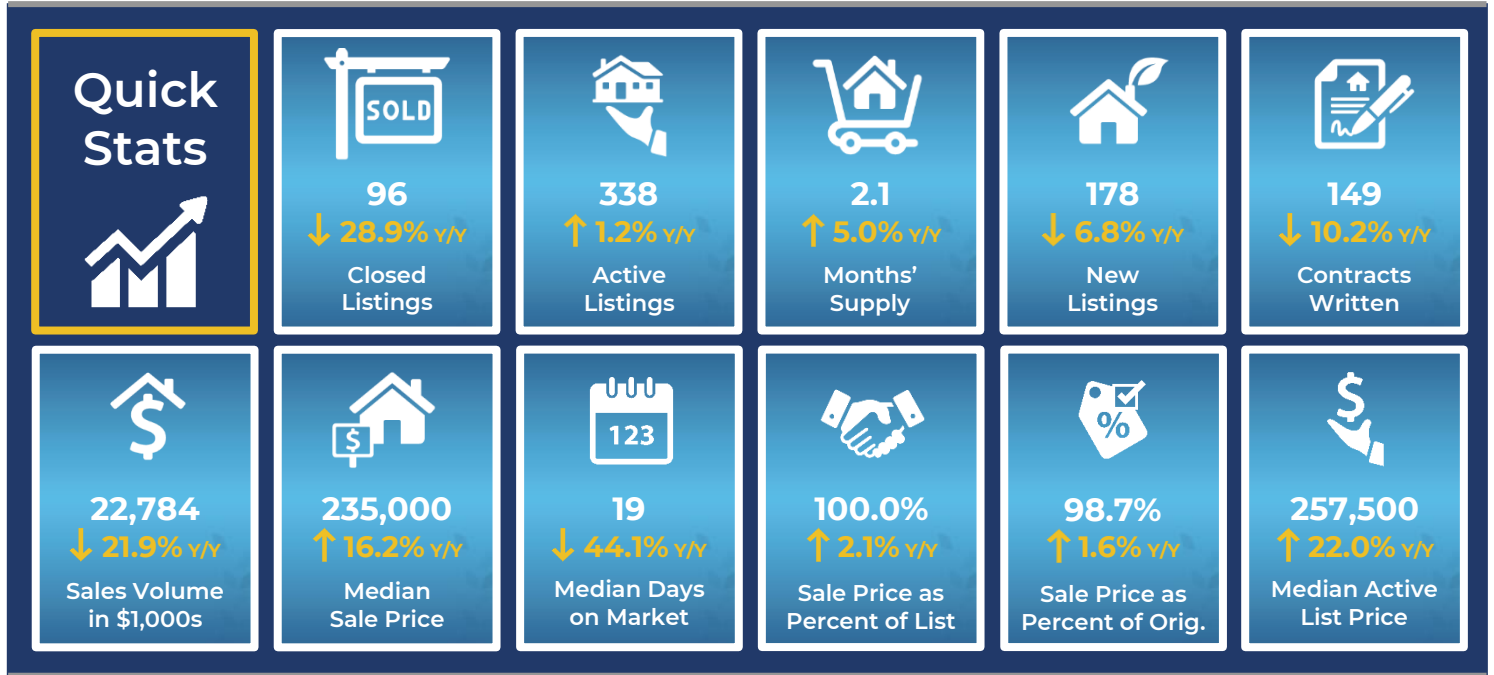 Quick
Stats
SOLD
96
↓ 28.9% Y/Y
Closed
Listings
338
↑ 1.2% Y/Y
Active
Listings
2.1
↑ 5.0% Y/Y
Months’
Supply
178
↓ 6.8% Y/Y
New
Listings
149
↓ 10.2% Y/Y
Contracts
Written
$
22,784
↓ 21.9% Y/Y
Sales Volume
in $1,000s
$
235,000
↑ 16.2% Y/Y
Median
Sale Price
123
19
↓ 44.1% Y/Y
Median Days
on Market
100.0%
↑ 2.1% Y/Y
Sale Price as
Percent of List
%
98.7%
↑ 1.6% Y/Y
Sale Price as
Percent of Orig.
$
257,500
↑ 22.0% Y/Y
Median Active
List Price